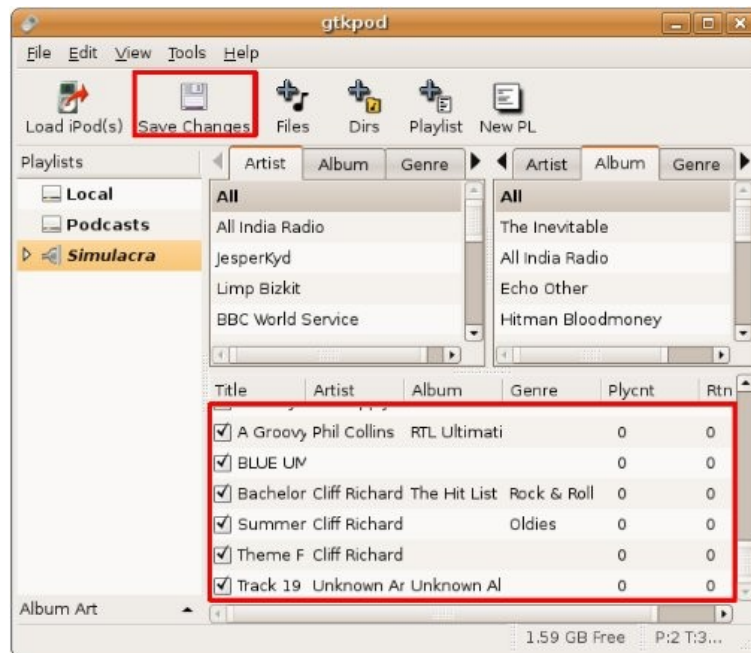 gtkpod
File Edit View Tools Help
Load iPod(s) Save Changes Files Dirs Playlist New PL
Playlists
Local
Podcasts
Simulacra
Artist Album Genre
All
All India Radio
JesperKyd
Limp Bizkit
BBC World Service
Artist Album Genre
All
The Inevitable
All India Radio
Echo Other
Hitman Bloodmoney
Title Artist Album Genre Plycnt Rtn
A Groovy Phil Collins RTL Ultimati 0 0
BLUE UM 0 0
Bachelor Cliff Richard The Hit List Rock & Roll 0 0
Summer Cliff Richard Oldies 0 0
Theme F Cliff Richard 0 0
Track 19 Unknown Ar Unknown Al 0 0
Album Art
1.59 GB Free P:2 T:3...